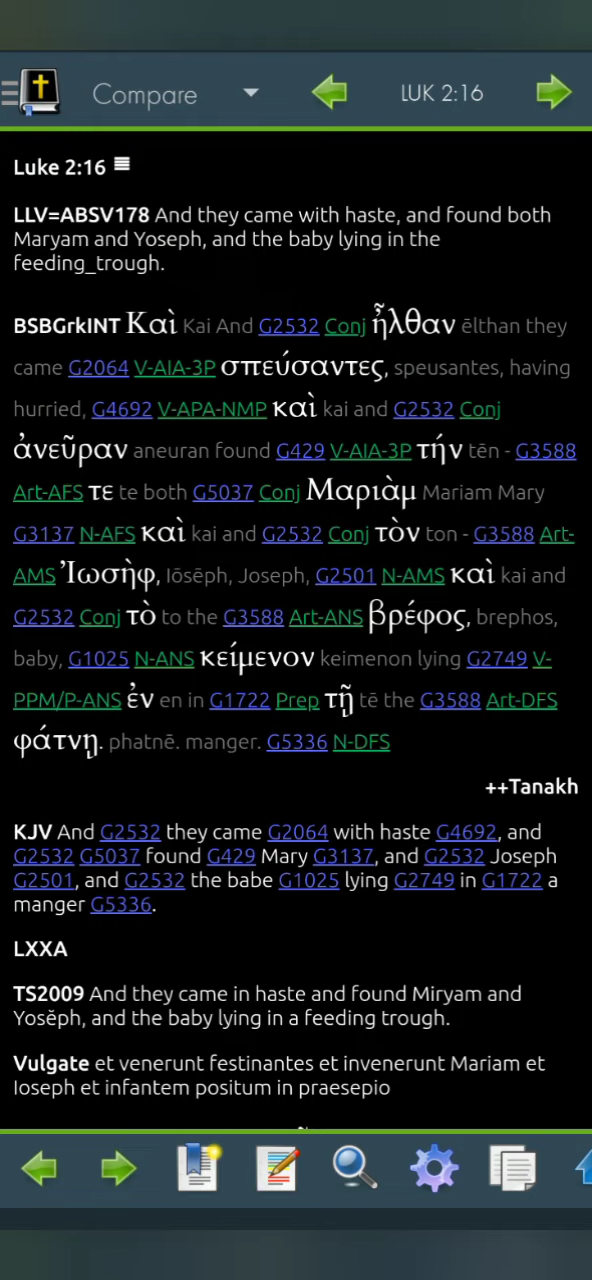 Compare
LUK 2:16
Luke 2:16
LLV=ABSV178 And they came with haste, and found both
Maryam and Yoseph, and the baby lying in the
feeding_trough.
BSBGrkINT Καὶ Kai And G2532 Conj ἦλθαν ēlthan they
came G2064 V-AIA-3P σπεύσαντες, speusantes, having
hurried, G4692 V-APA-NMP καὶ kai and G2532 Conj
ἀνεῦραν aneuran found G429 V-AIA-3P τήν tēn - G3588
Art-AFS τε te both G5037 Conj Μαριὰμ Mariam Mary
G3137 N-AFS καὶ kai and G2532 Conj τὸν ton - G3588 Art-
AMS Ἰωσὴφ, Iōsēph, Joseph, G2501 N-AMS καὶ kai and
G2532 Conj τὸ to the G3588 Art-ANS βρέφος, brephos,
baby, G1025 N-ANS κείμενον keimenon lying G2749 V-
PPM/P-ANS ἐν en in G1722 Prep τῇ tē the G3588 Art-DFS
φάτνῃ. phatnē. manger. G5336 N-DFS
++Tanakh
KJV And G2532 they came G2064 with haste G4692, and
G2532 G5037 found G429 Mary G3137, and G2532 Joseph
G2501, and G2532 the babe G1025 lying G2749 in G1722 a
manger G5336.
LXXA
TS2009 And they came in haste and found Miryam and
Yosĕph, and the baby lying in a feeding trough.
Vulgate et venerunt festinantes et invenerunt Mariam et
Ioseph et infantem positum in praesepio